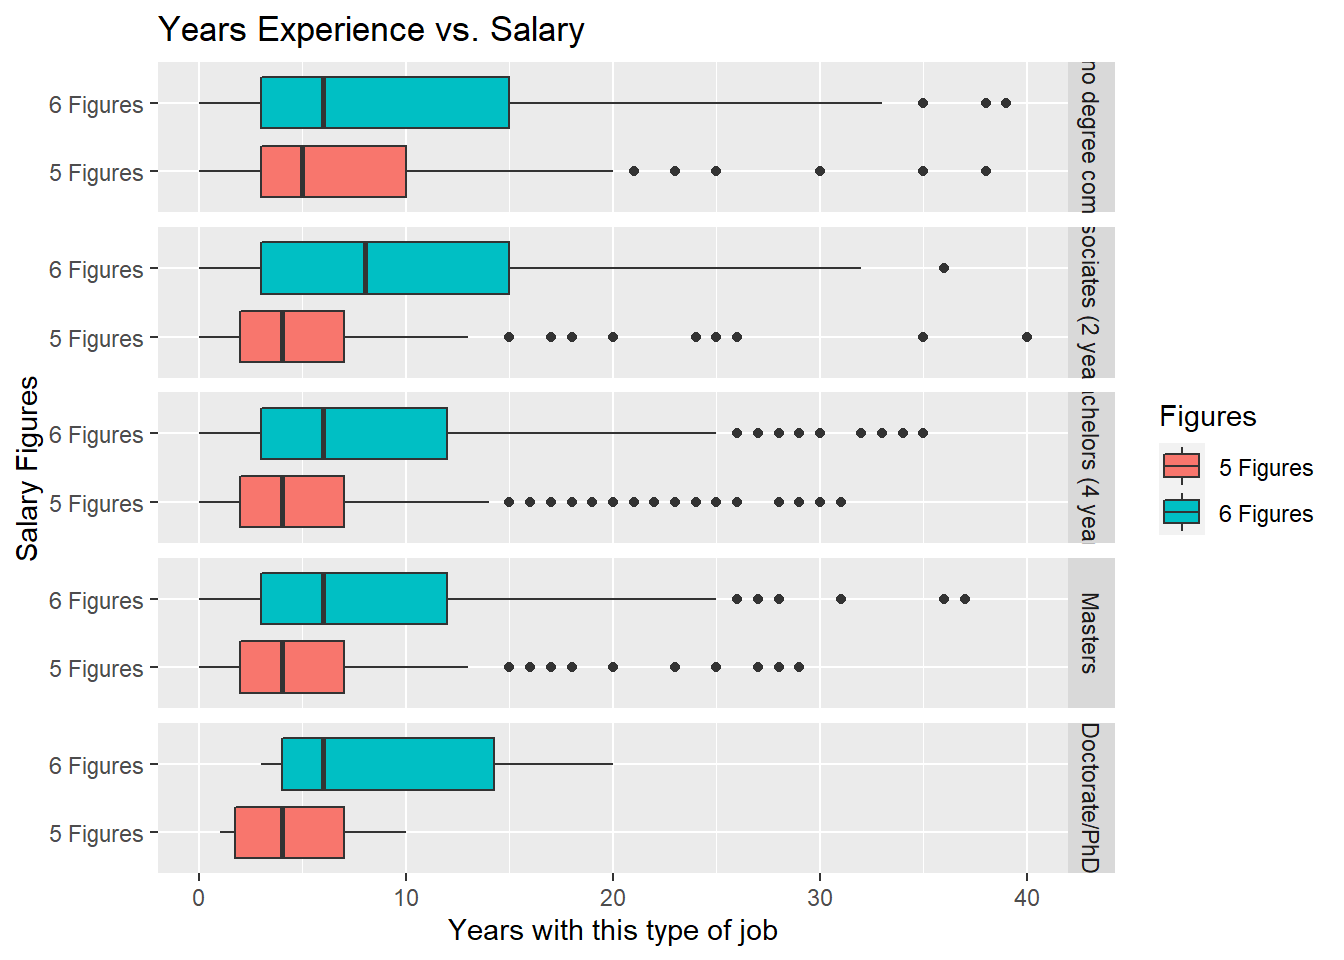 Years Experience vs. Salary
6 Figures
5 Figures
no degree com
6 Figures
5 Figures
sociates (2 yea
6 Figures
5 Figures
chelors (4 year
6 Figures
5 Figures
Masters
6 Figures
5 Figures
Doctorate/PhD
Salary Figures
0 10 20 30 40
Years with this type of job
Figures
5 Figures
6 Figures